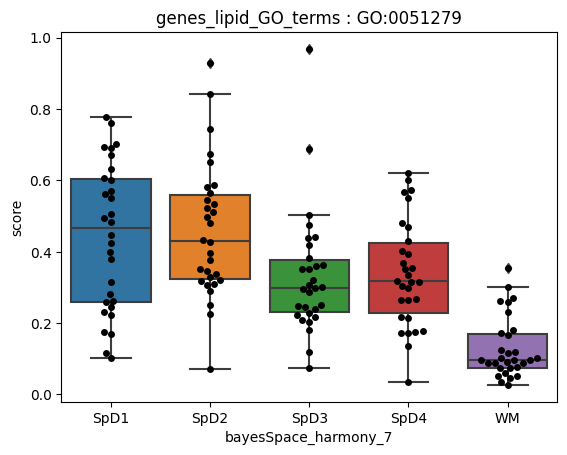 genes_lipid_GO_terms : GO:0051279
1.0
0.8
0.6
0.4
0.2
0.0
score
SpD1 SpD2 SpD3 SpD4 WM
bayesSpace_harmony_7